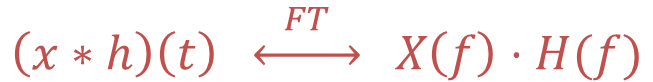 FT
(x ∗ h)(t) ⟷ X(f) · H(f)